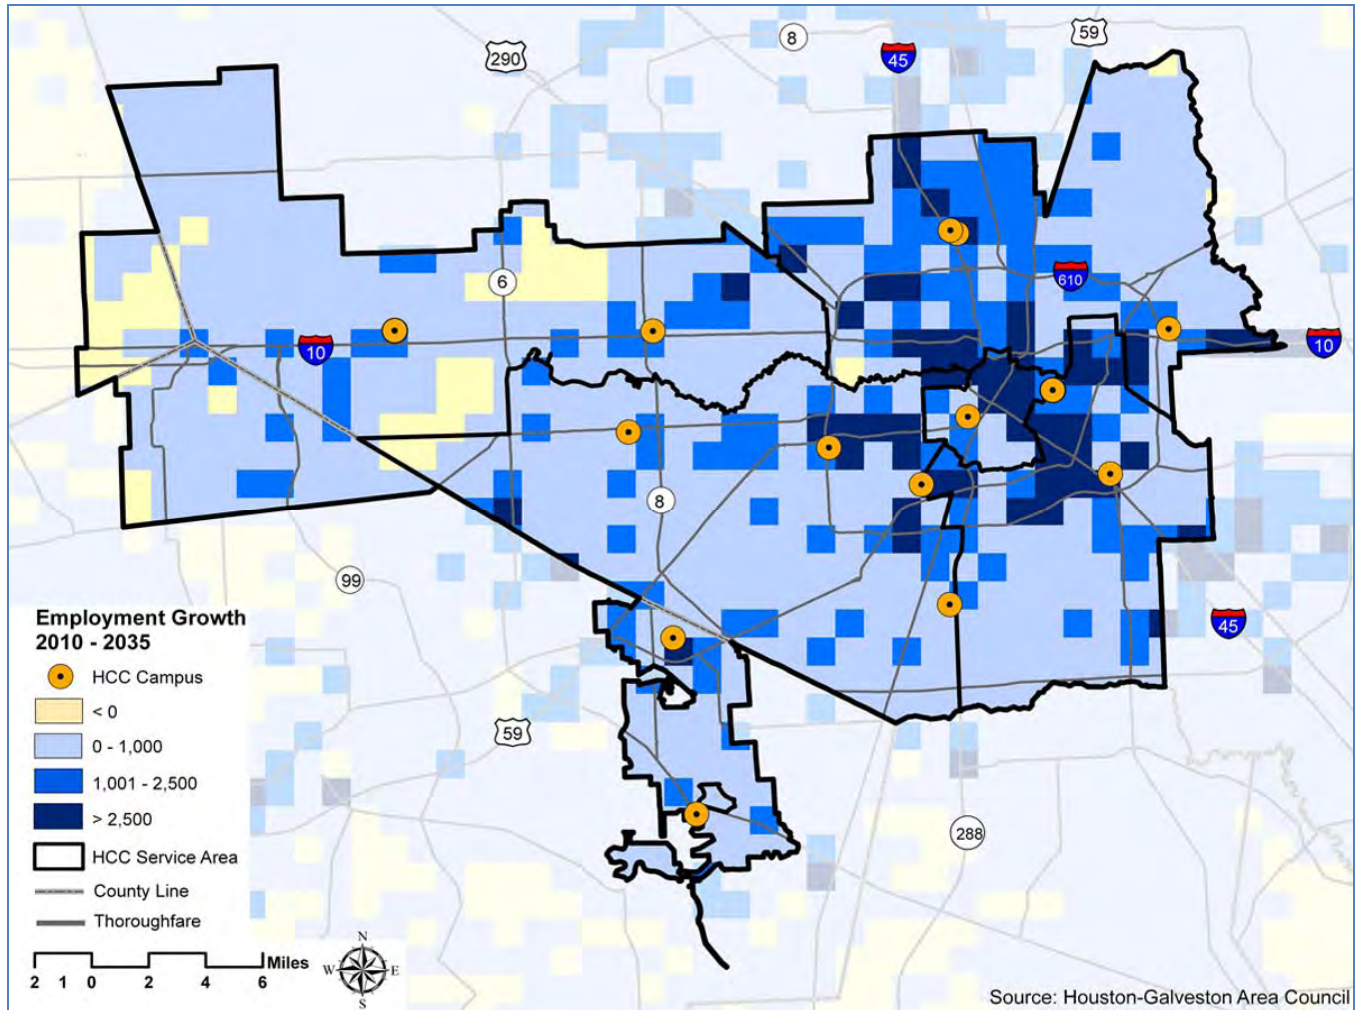 8
59
290
45
6
610
10
10
8
99
Employment Growth
2010 - 2035
HCC Campus
< 0
0 - 1,000
1,001 - 2,500
> 2,500
HCC Service Area
County Line
Thoroughfare
45
59
288
Miles
2 1 0 2 4 6
N
W E
S
Source: Houston-Galveston Area Council